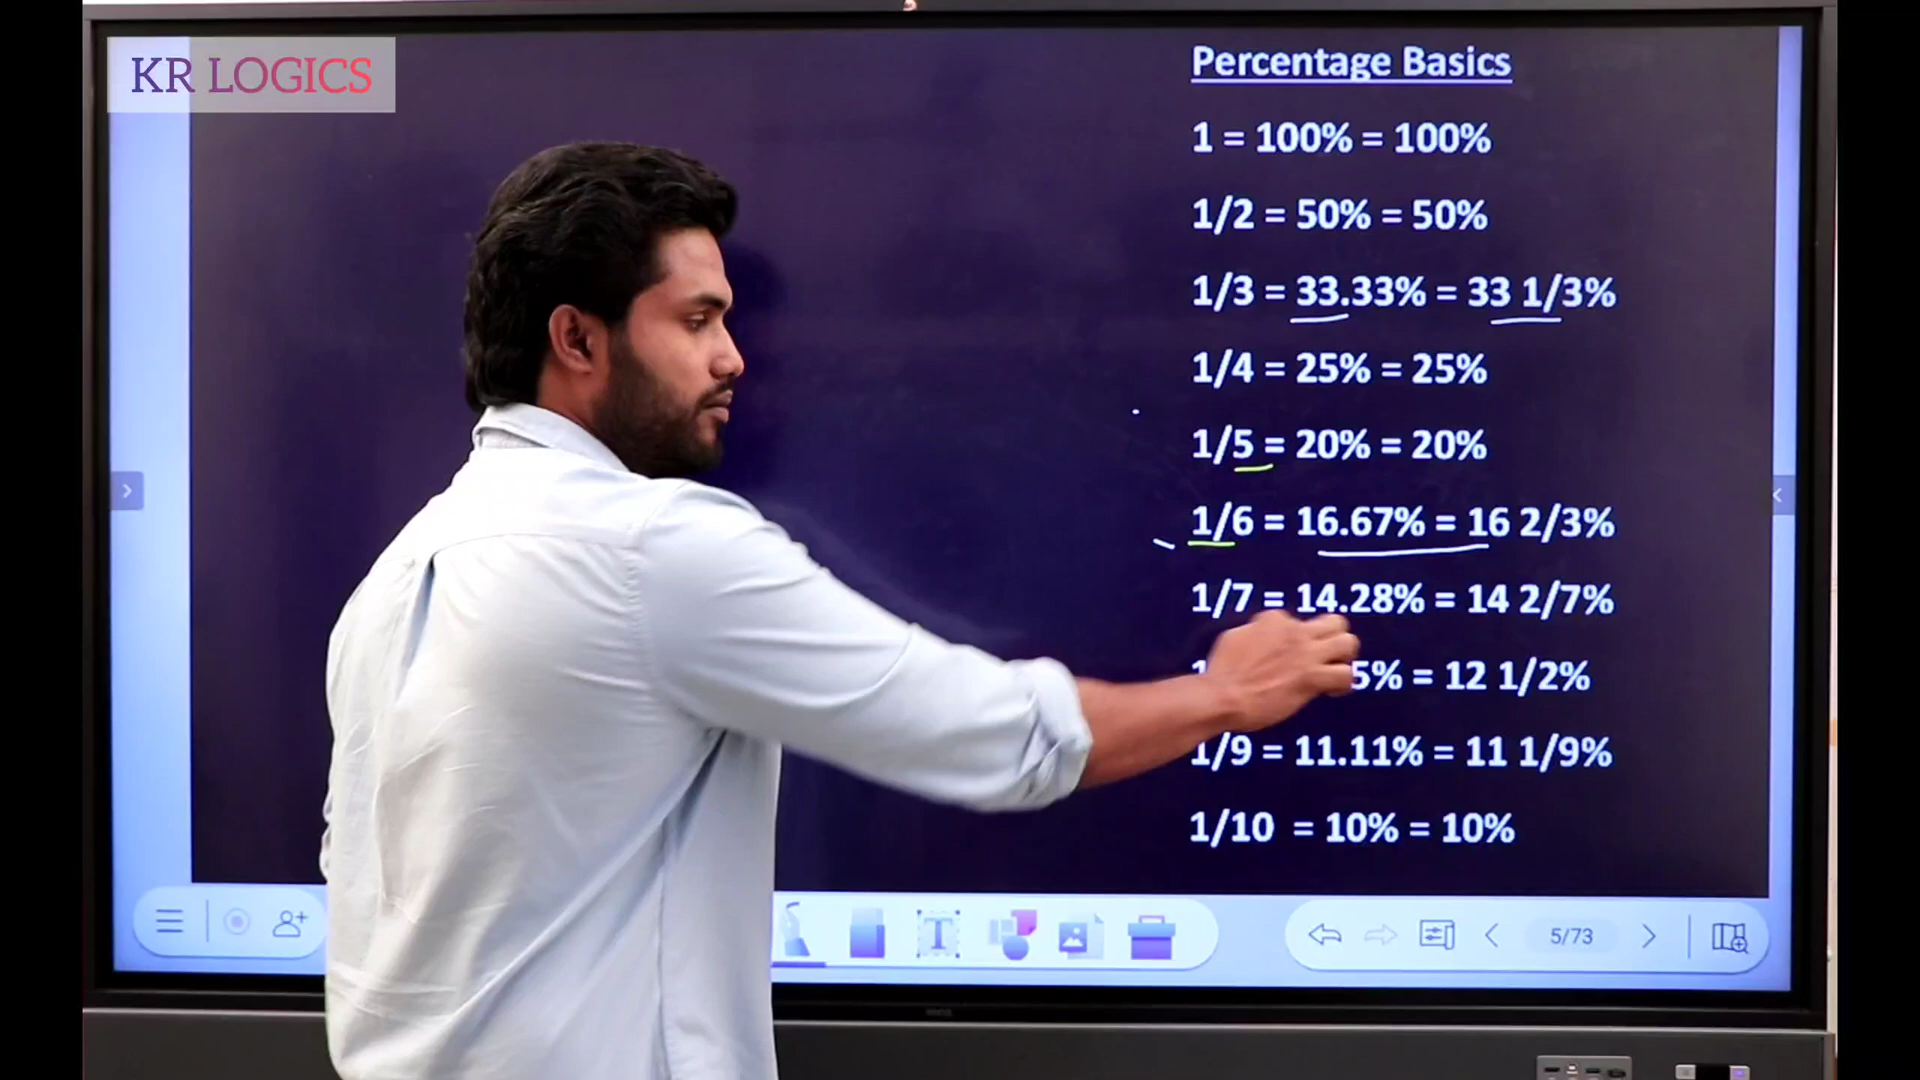 KR LOGICS
Percentage Basics
1 = 100% = 100%
1/2 = 50% = 50%
1/3 = 33.33% = 33 1/3%
1/4 = 25% = 25%
1/5 = 20% = 20%
1/6 = 16.67% = 16 2/3%
1/7 = 14.28% = 14 2/7%
5% = 12 1/2%
1/9 = 11.11% = 11 1/9%
1/10 = 10% = 10%
T
5/73